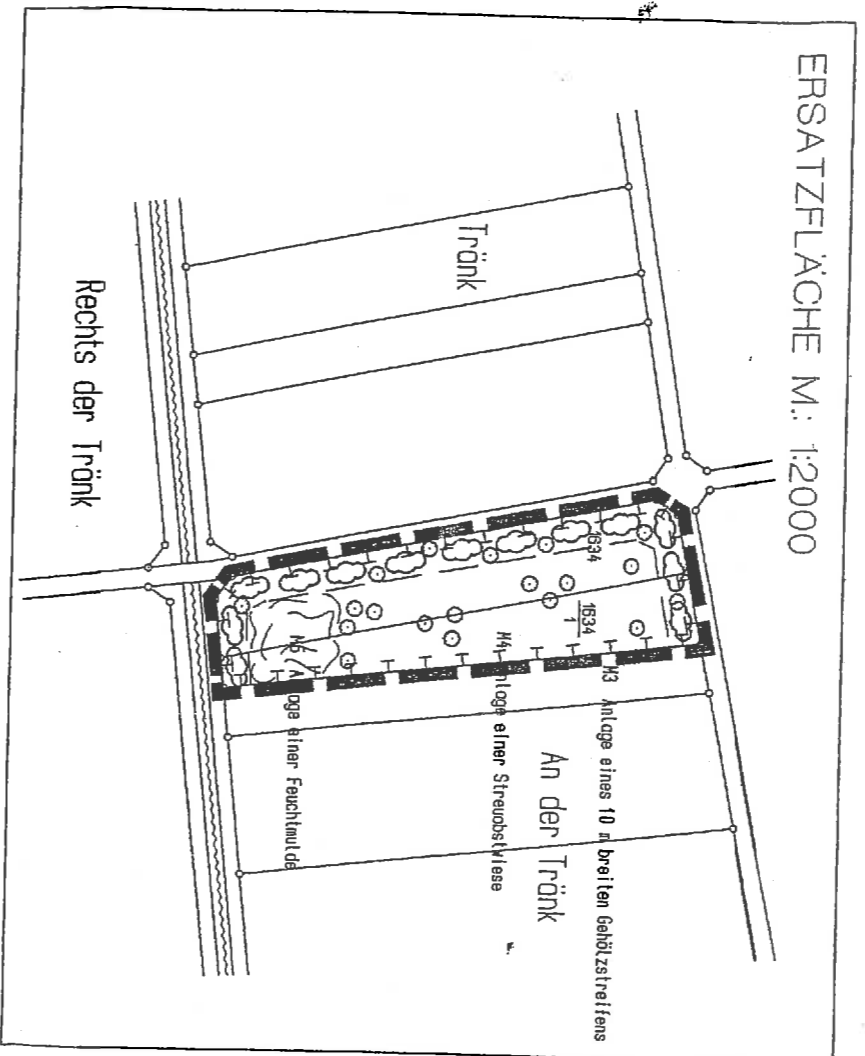 ERSATZFLÄCHE M.: 1:2000
Tränk
1634
1634
1
M3 Anlage eines 10 m breiten Gehölzstreifens
An der Tränk
M4 Anlage einer Streuobstwiese
M5 Anlage einer Feuchtmulde
Rechts der Tränk